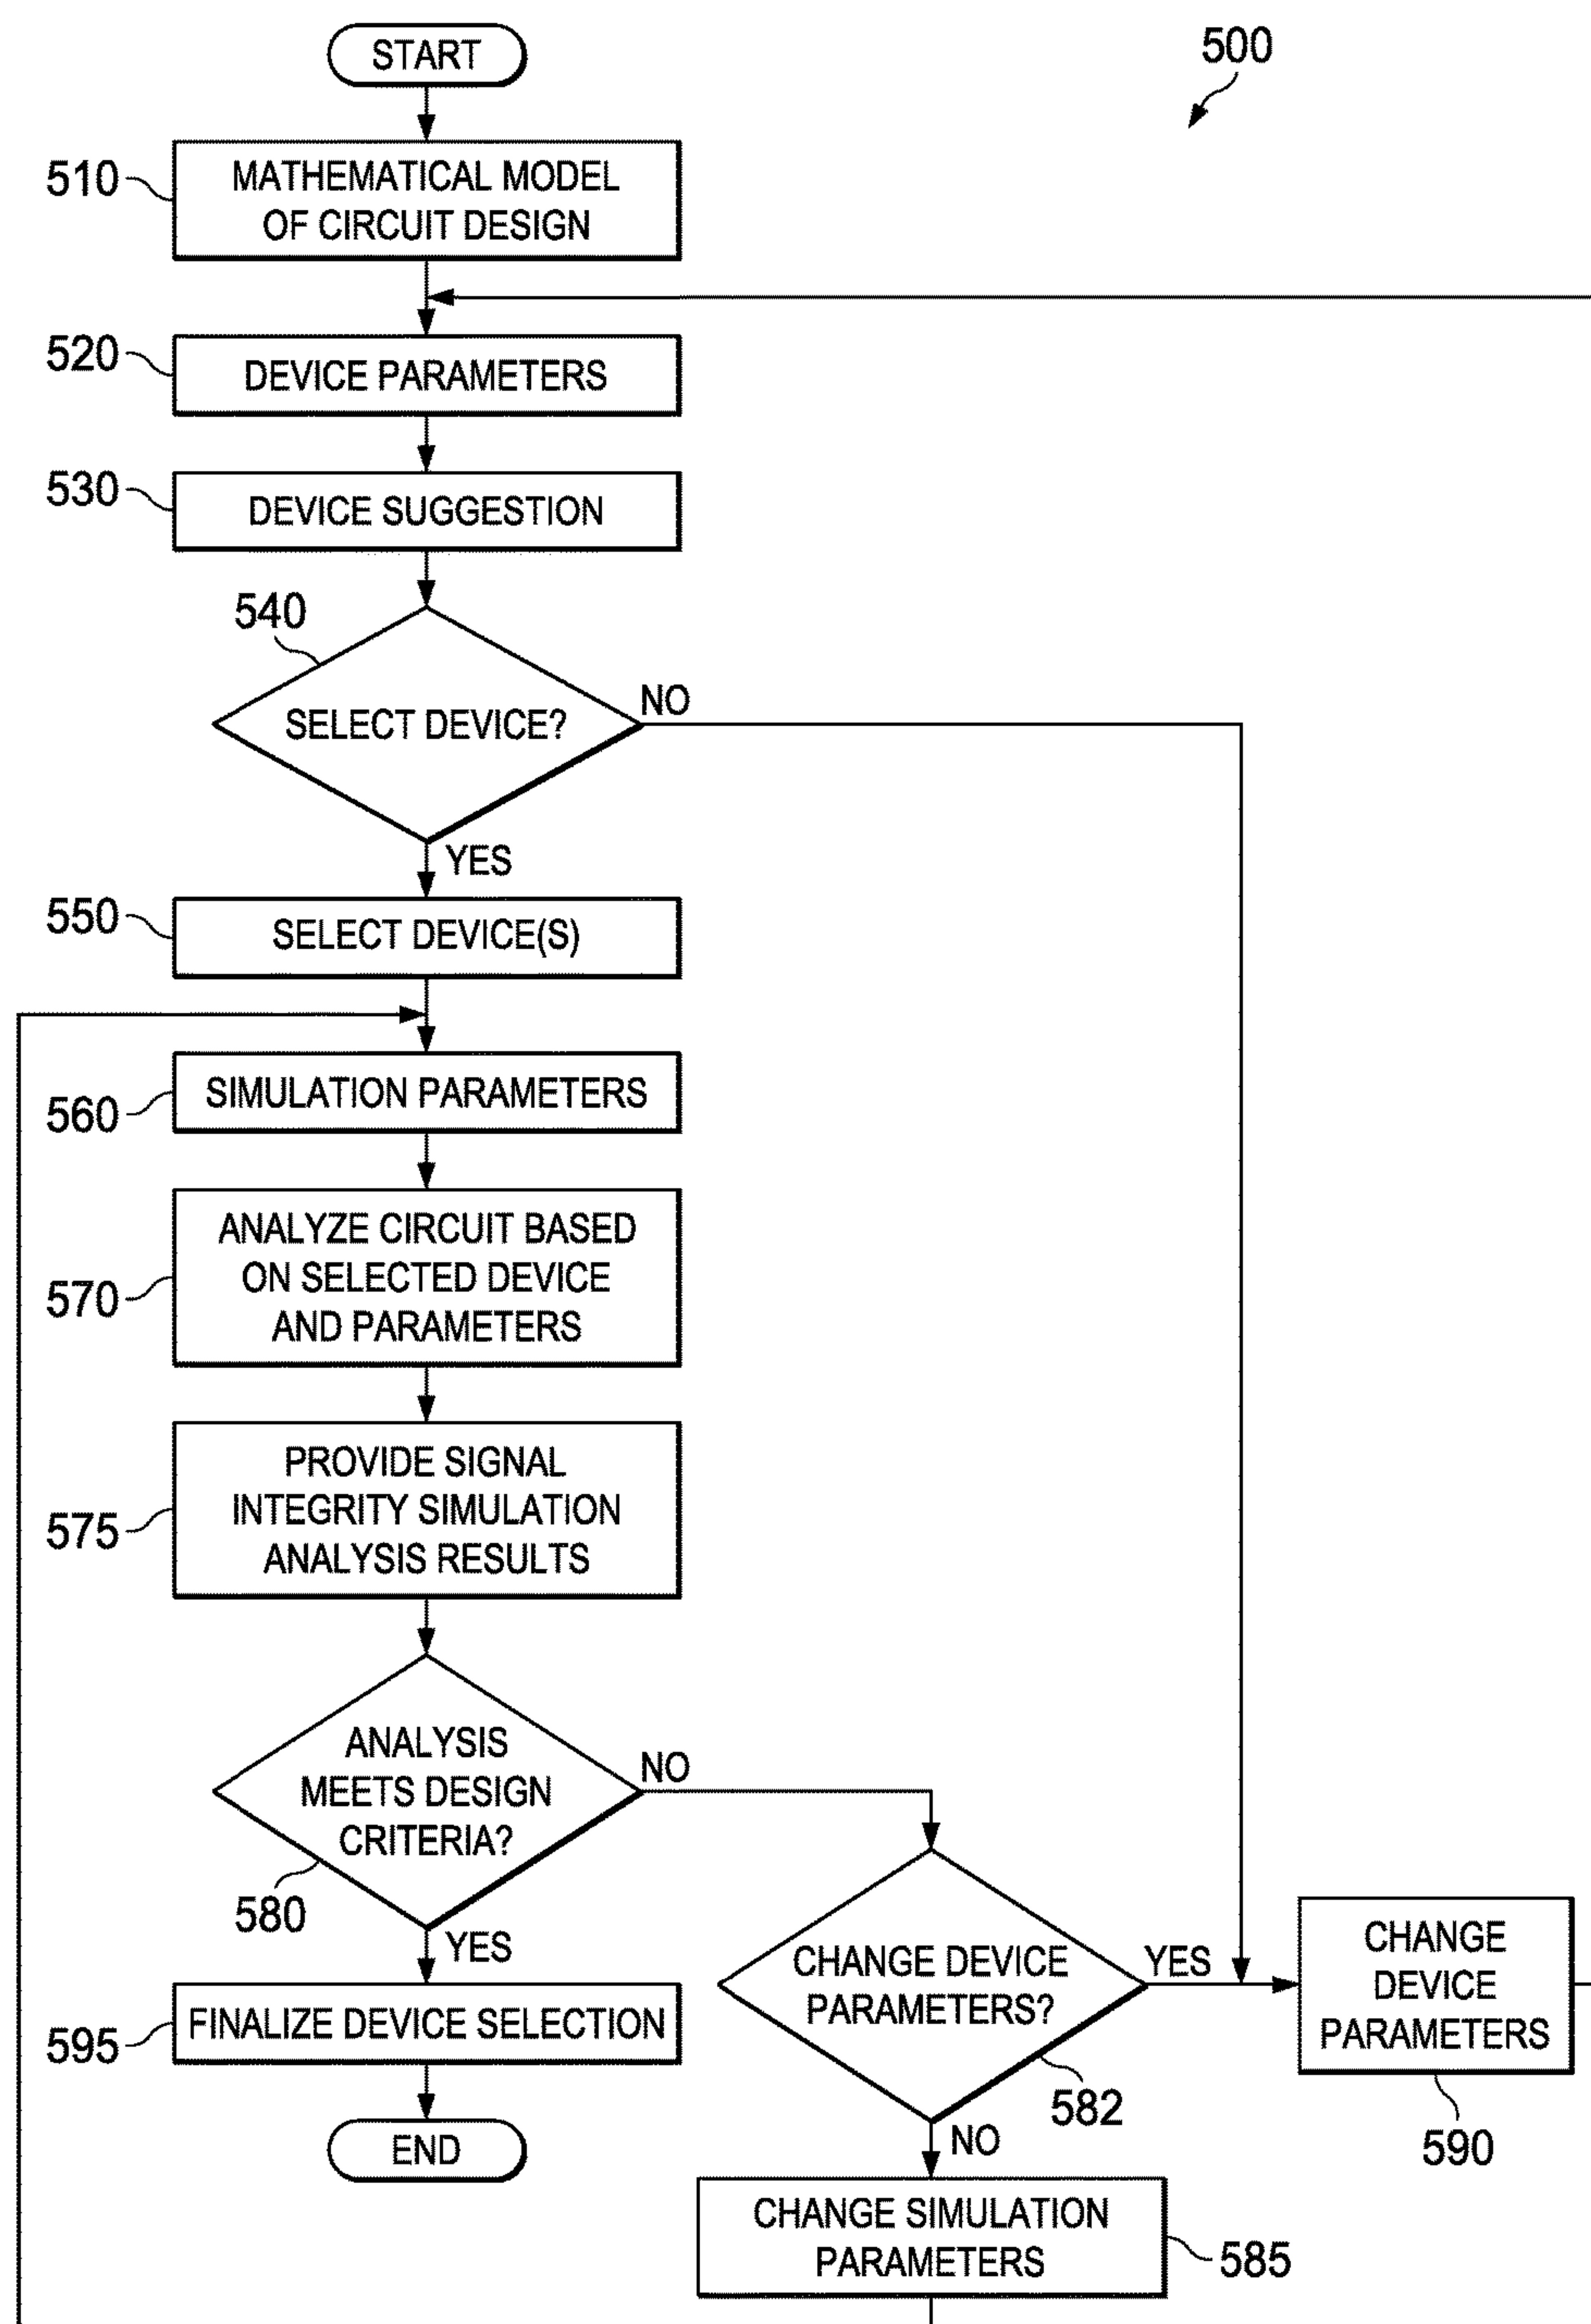 START
500
510
MATHEMATICAL MODEL
OF CIRCUIT DESIGN
520
DEVICE PARAMETERS
530
DEVICE SUGGESTION
540
SELECT DEVICE?
NO
YES
550
SELECT DEVICE(S)
560
SIMULATION PARAMETERS
570
ANALYZE CIRCUIT BASED
ON SELECTED DEVICE
AND PARAMETERS
575
PROVIDE SIGNAL
INTEGRITY SIMULATION
ANALYSIS RESULTS
ANALYSIS
MEETS DESIGN
CRITERIA?
580
NO
YES
CHANGE DEVICE
PARAMETERS?
582
YES
NO
CHANGE
DEVICE
PARAMETERS
590
595
FINALIZE DEVICE SELECTION
END
CHANGE SIMULATION
PARAMETERS
585